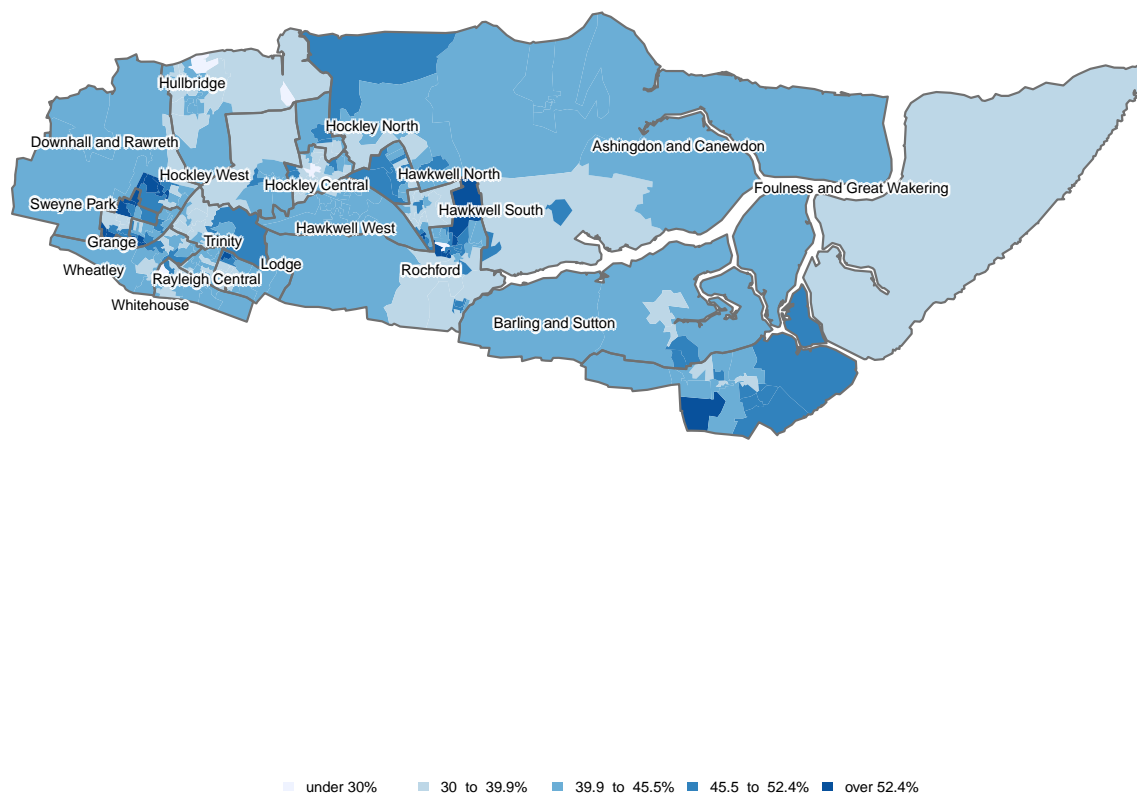 Hullbridge
Hockley North
Downhall and Rawreth
Ashingdon and Canewdon
Hockley West
Hawkwell North
Hockley Central
Foulness and Great Wakering
Sweyne Park
Hawkwell South
Hawkwell West
Grange
Trinity
Wheatley
Lodge
Rochford
Rayleigh Central
Whitehouse
Barling and Sutton
under 30% 30 to 39.9% 39.9 to 45.5% 45.5 to 52.4% over 52.4%